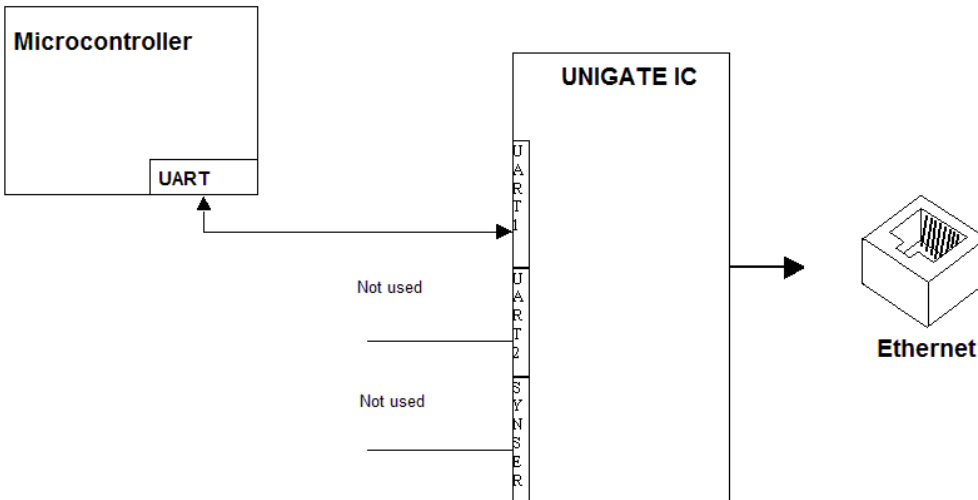 Microcontroller
UNIGATE IC
UART
UART1
Not used
UART2
Not used
SYNSER
Ethernet